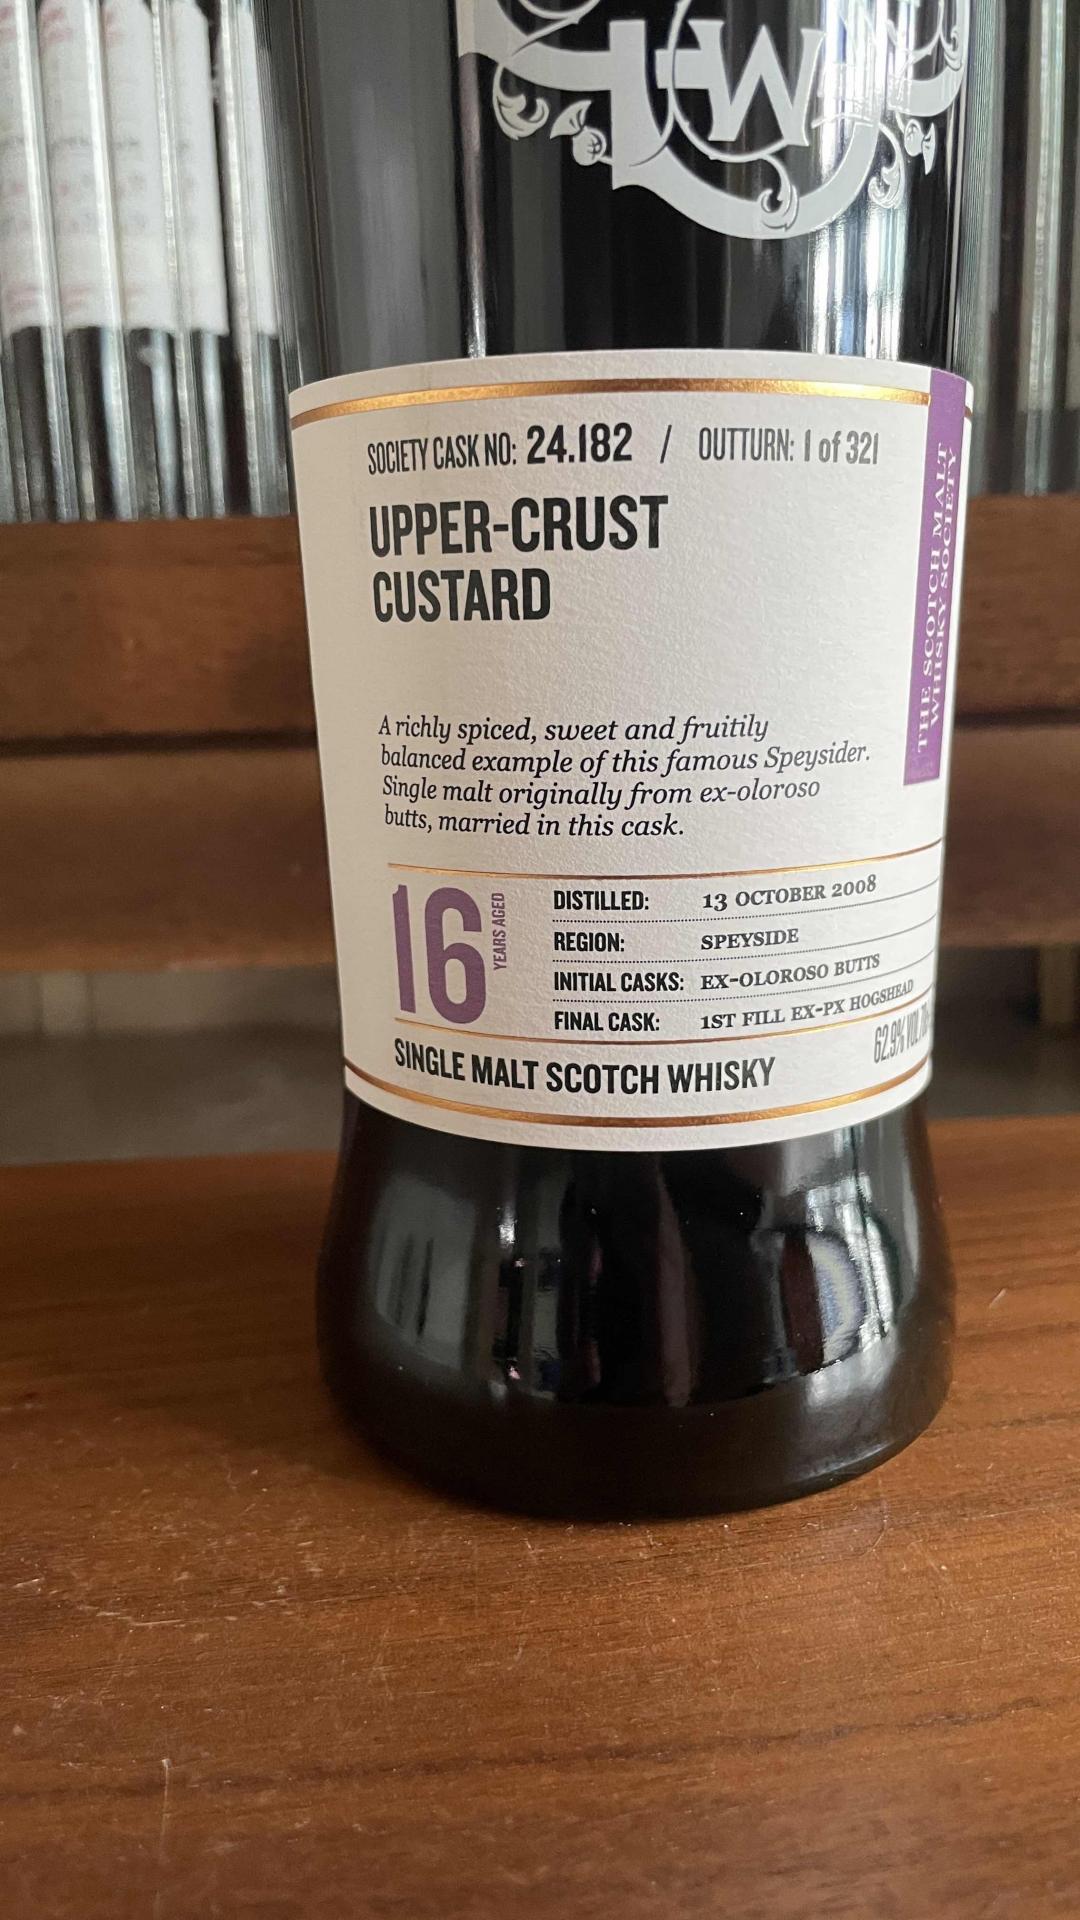 SOCIETY CASK NO: 24.182 / OUTTURN: 1 of 321
UPPER-CRUST
CUSTARD
A richly spiced, sweet and fruitily
balanced example of this famous Speysider.
Single malt originally from ex-oloroso
butts, married in this cask.
16 YEARS AGED
DISTILLED: 13 OCTOBER 2008
REGION: SPEYSIDE
INITIAL CASKS: EX-OLOROSO BUTTS
FINAL CASK: 1ST FILL EX-PX HOGSHEAD
SINGLE MALT SCOTCH WHISKY
62.9% VOL
THE SCOTCH MALT
WHISKY SOCIETY